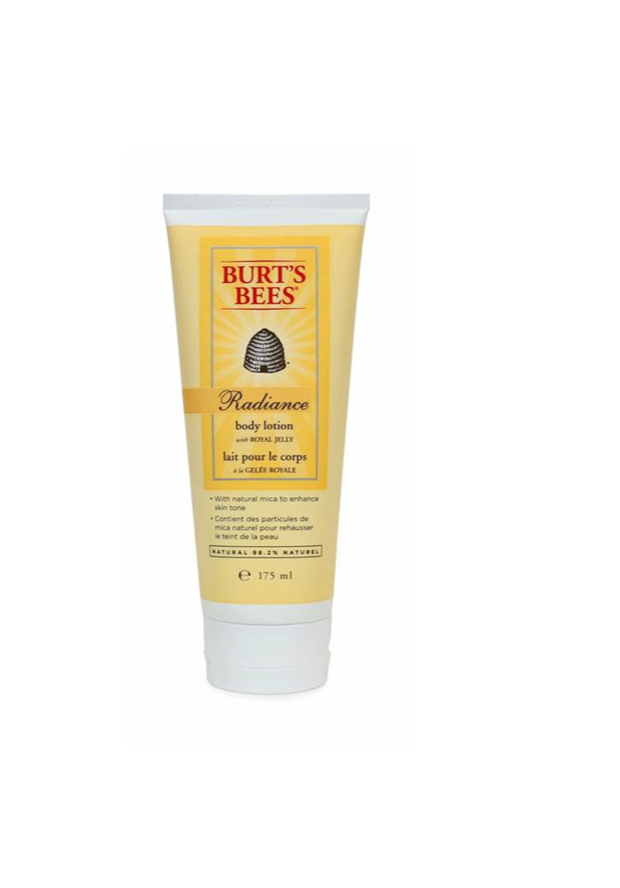 BURT'S
BEES®
Radiance
body lotion
with ROYAL JELLY
lait pour le corps
à la GELÉE ROYALE
• With natural mica to enhance
skin tone
• Contient des particules de
mica naturel pour rehausser
le teint de la peau
NATURAL 98.2% NATUREL
℮ 175 ml